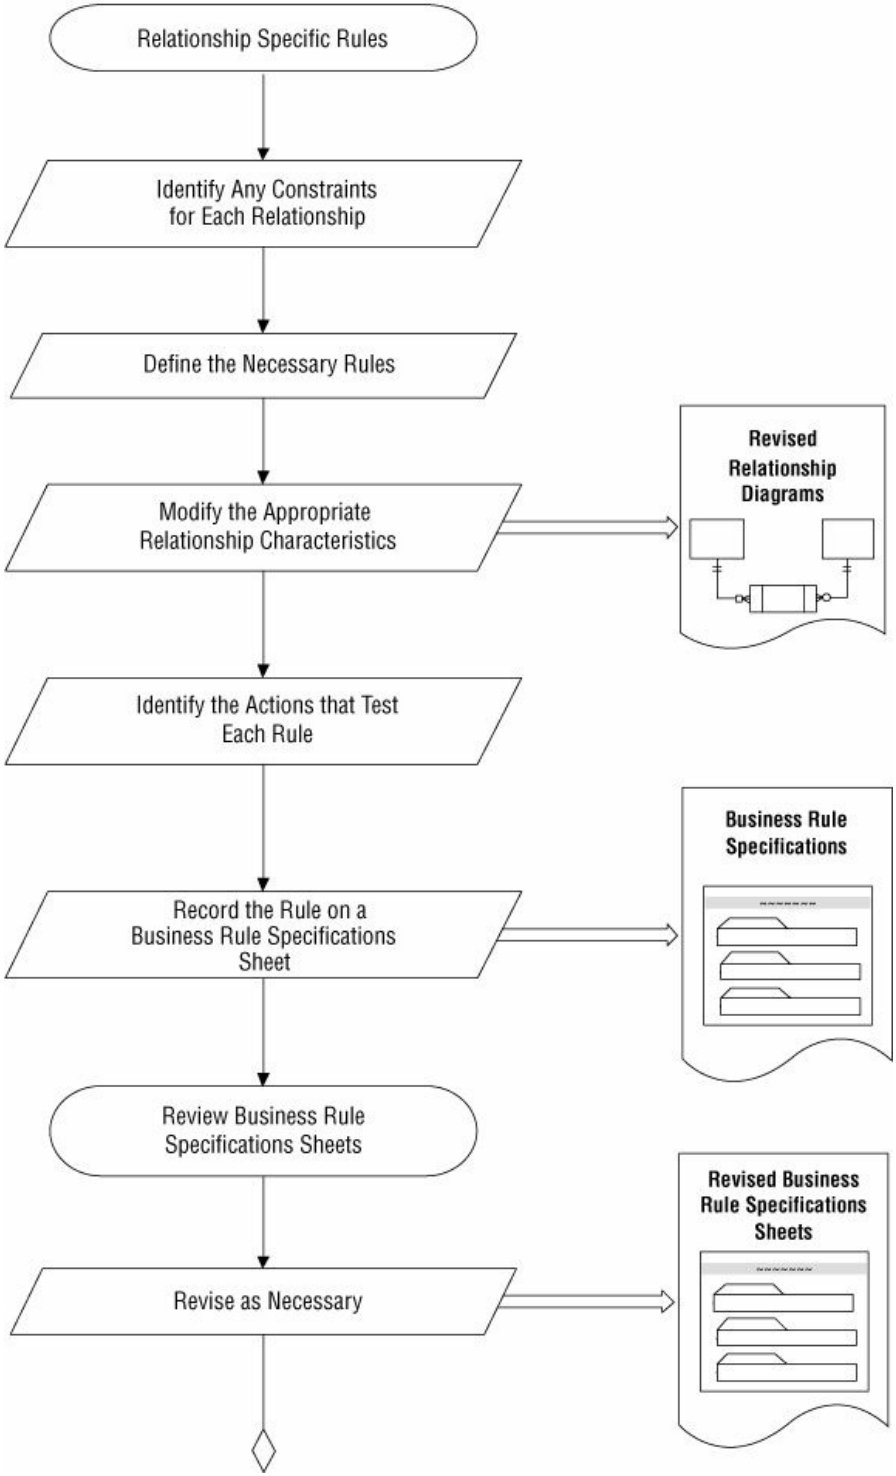 Relationship Specific Rules
Identify Any Constraints
for Each Relationship
Define the Necessary Rules
Modify the Appropriate
Relationship Characteristics
Revised
Relationship
Diagrams
Identify the Actions that Test
Each Rule
Record the Rule on a
Business Rule Specifications
Sheet
Business Rule
Specifications
Review Business Rule
Specifications Sheets
Revise as Necessary
Revised Business
Rule Specifications
Sheets